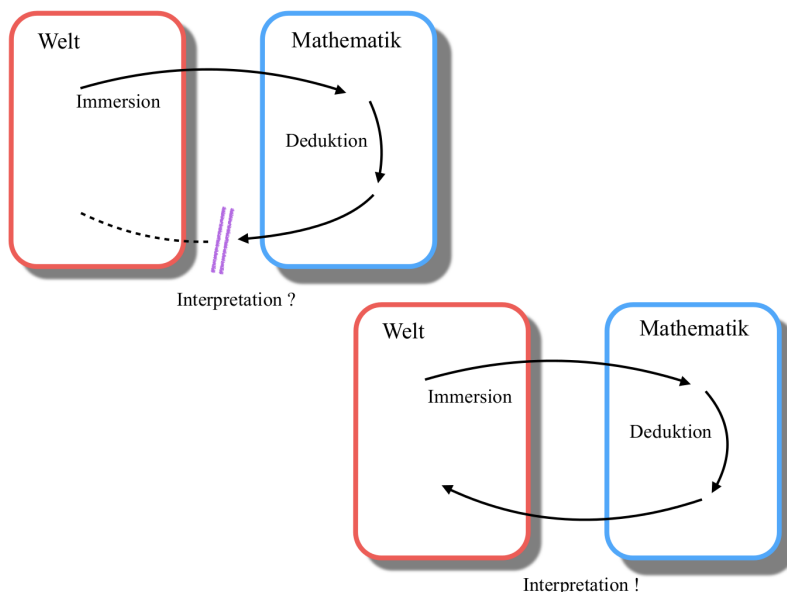 Welt
Mathematik
Immersion
Deduktion
Interpretation ?
Welt
Mathematik
Immersion
Deduktion
Interpretation !